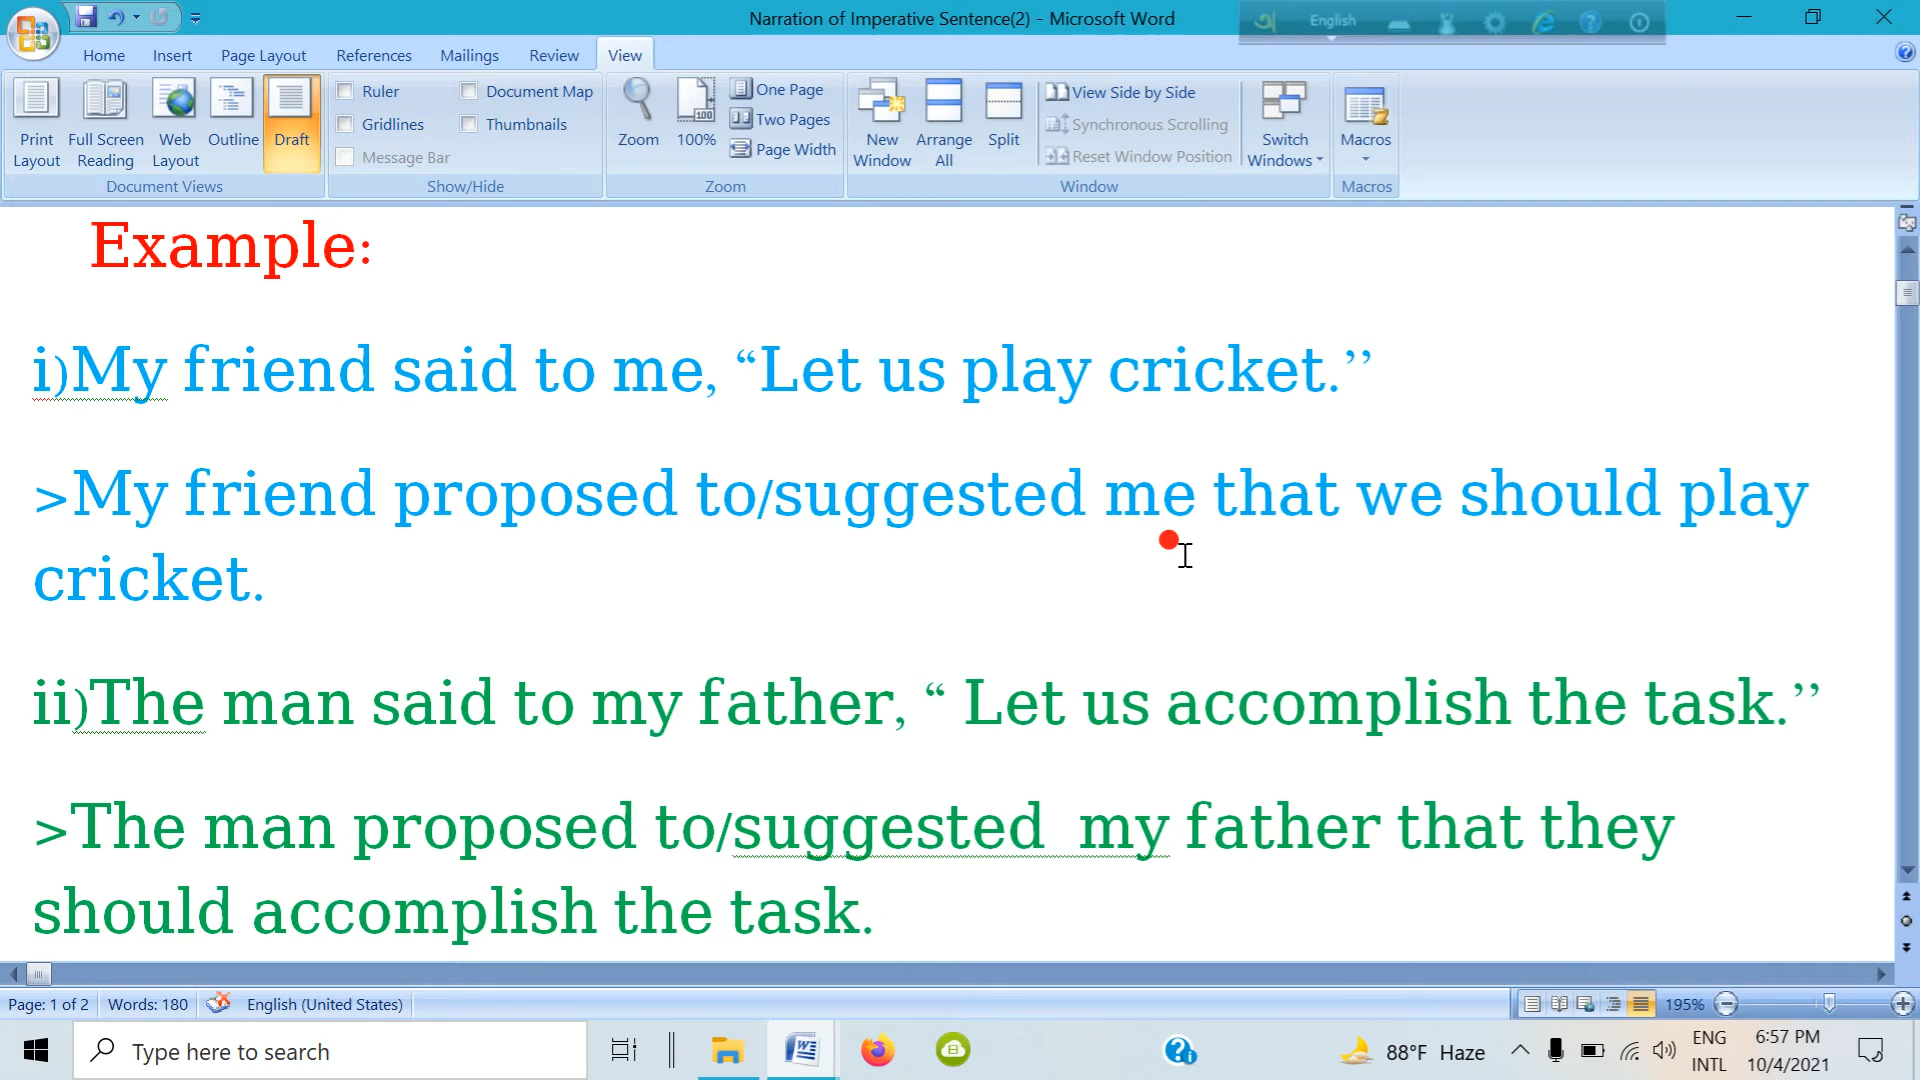 Narration of Imperative Sentence(2) - Microsoft Word
English
Home Insert Page Layout References Mailings Review View
Print Layout
Full Screen Reading
Web Layout
Outline
Draft
Document Views
Ruler
Gridlines
Message Bar
Document Map
Thumbnails
Show/Hide
Zoom
100%
One Page
Two Pages
Page Width
Zoom
New Window
Arrange All
Split
View Side by Side
Synchronous Scrolling
Reset Window Position
Switch Windows
Window
Macros
Macros
Example:
i)My friend said to me, “Let us play cricket.’’
>My friend proposed to/suggested me that we should play
cricket.
ii)The man said to my father, “ Let us accomplish the task.’’
>The man proposed to/suggested  my father that they
should accomplish the task.
Page: 1 of 2 Words: 180 English (United States) 195%
Type here to search
88°F Haze
ENG
INTL
6:57 PM
10/4/2021